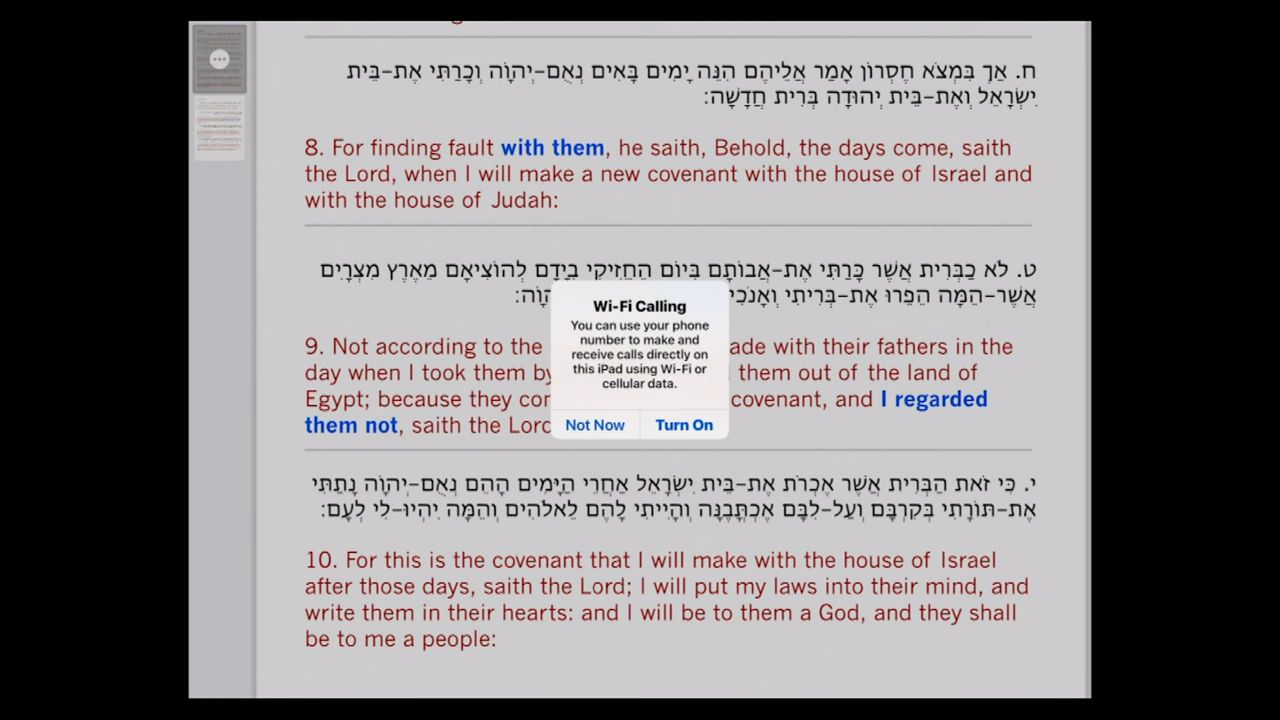 ח. אַךְ בִּמְצֹא חֶסְרוֹן אָמַר אֲלֵיהֶם הִנֵּה יָמִים בָּאִים נְאֻם–יְהוָֹה וְכָרַתִּי אֶת–בֵּית
יִשְׂרָאֵל וְאֶת–בֵּית יְהוּדָה בְּרִית חֲדָשָׁה:
8. For finding fault with them, he saith, Behold, the days come, saith
the Lord, when I will make a new covenant with the house of Israel and
with the house of Judah:
ט. לֹא כַבְּרִית אֲשֶׁר כָּרַתִּי אֶת–אֲבוֹתָם בְּיוֹם הֶחֱזִיקִי בְיָדָם לְהוֹצִיאָם מֵאֶרֶץ מִצְרָיִם
אֲשֶׁר–הֵמָּה הֵפֵרוּ אֶת–בְּרִיתִי וְאָנֹכִי
Wi-Fi Calling
You can use your phone
number to make and
receive calls directly on
this iPad using Wi-Fi or
cellular data.
Not Now Turn On
9. Not according to the with their fathers in the
day when I took them them out of the land of
Egypt; because they covenant, and I regarded
them not, saith the
י. כִּי זֹאת הַבְּרִית אֲשֶׁר אֶכְרֹת אֶת–בֵּית יִשְׂרָאֵל אַחֲרֵי הַיָּמִים הָהֵם נְאֻם–יְהוָֹה נָתַתִּי
אֶת–תּוֹרָתִי בְּקִרְבָּם וְעַל–לִבָּם אֶכְתְּבֶנָּה וְהָיִיתִי לָהֶם לֵאלֹהִים וְהֵמָּה יִהְיוּ–לִי לְעָם:
10. For this is the covenant that I will make with the house of Israel
after those days, saith the Lord; I will put my laws into their mind, and
write them in their hearts: and I will be to them a God, and they shall
be to me a people: